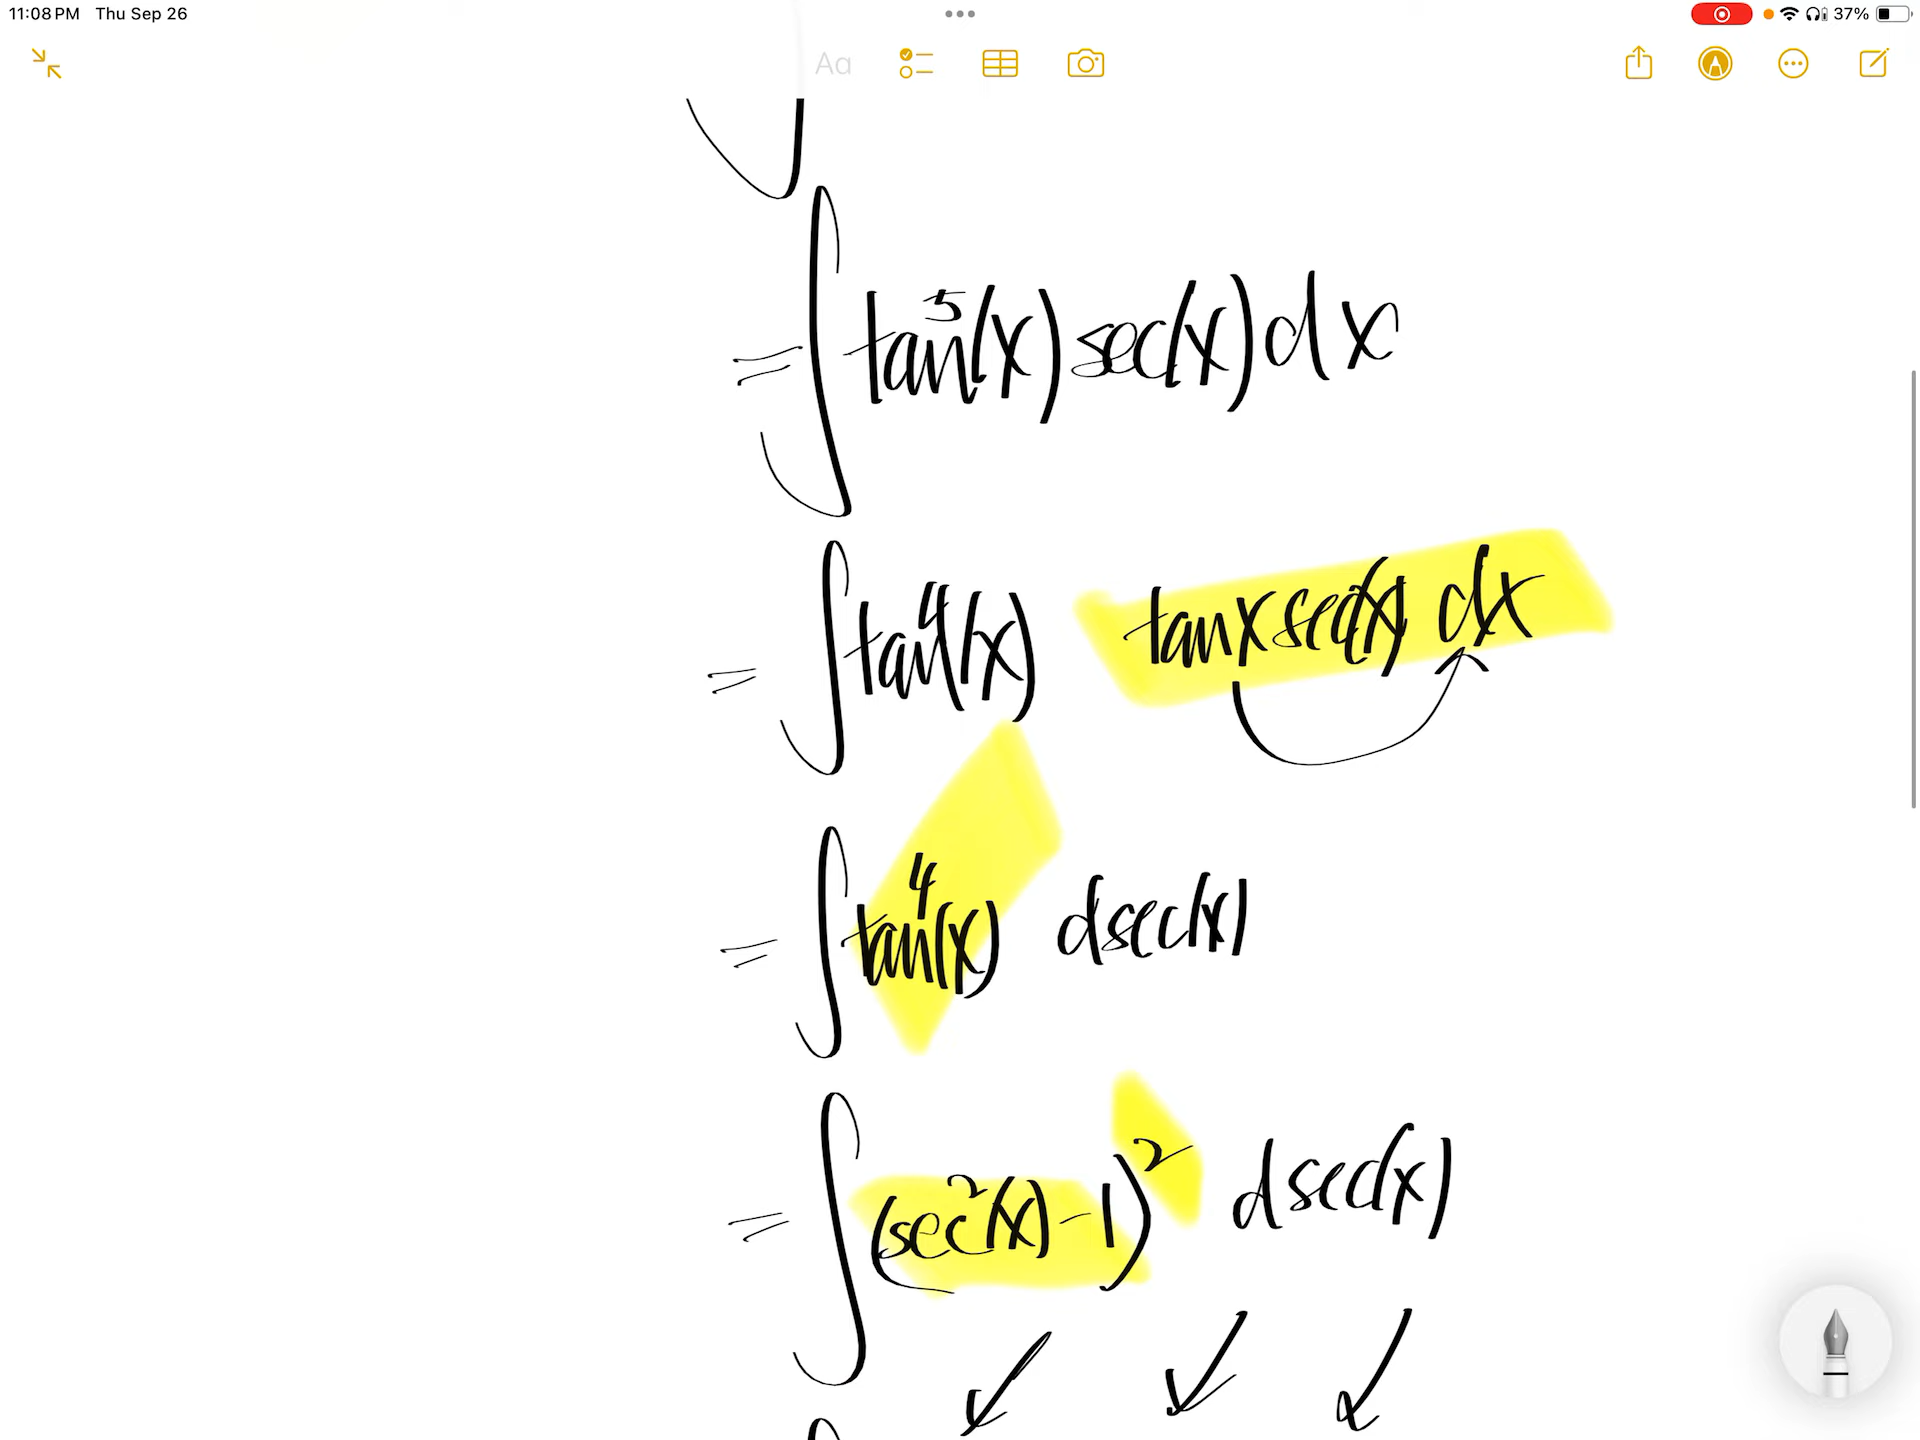 11:08 PM Thu Sep 26
37%
Aa
= ∫ tan⁵(x) sec(x) dx
= ∫ tan⁴(x) tanx sec(x) dx
= ∫ tan⁴(x) dsec(x)
= ∫ (sec²(x) - 1)² dsec(x)